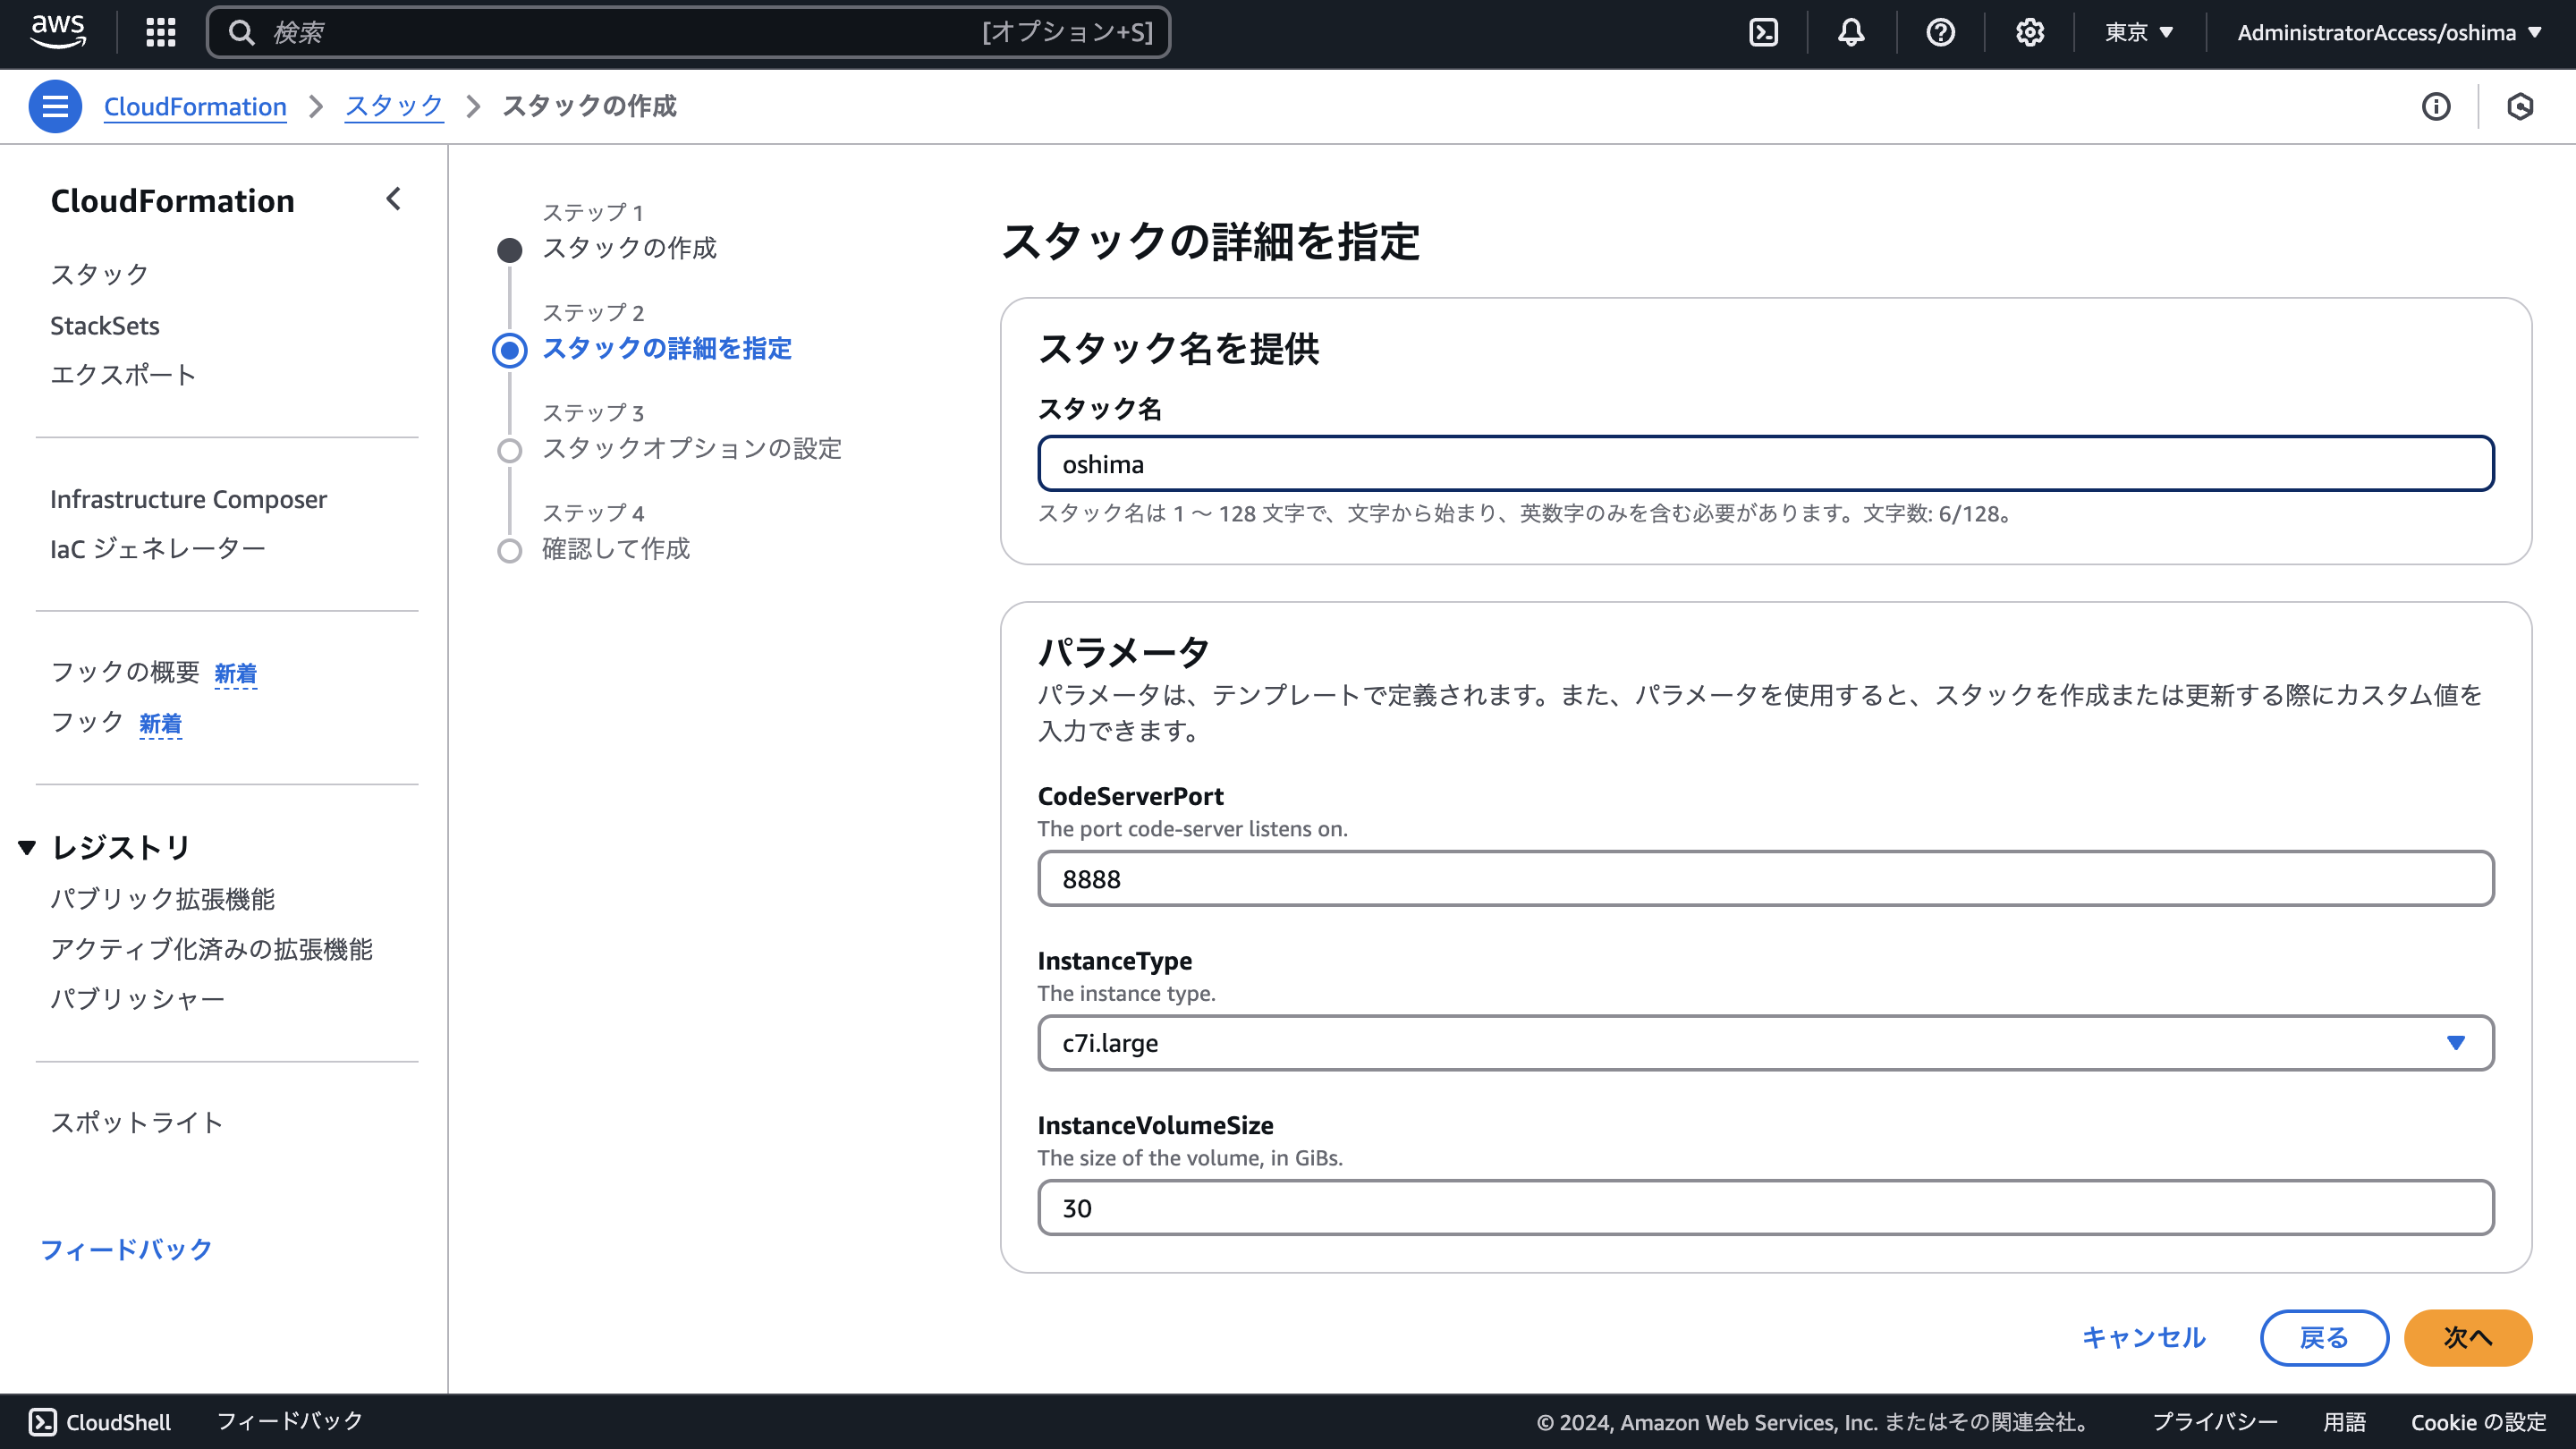 aws
検索
[オプション+S]
東京
AdministratorAccess/oshima
CloudFormation
スタック
スタックの作成
CloudFormation
スタック
StackSets
エクスポート
Infrastructure Composer
IaC ジェネレーター
フックの概要 新着
フック 新着
レジストリ
パブリック拡張機能
アクティブ化済みの拡張機能
パブリッシャー
スポットライト
フィードバック
ステップ 1
スタックの作成
ステップ 2
スタックの詳細を指定
ステップ 3
スタックオプションの設定
ステップ 4
確認して作成
スタックの詳細を指定
スタック名を提供
スタック名
oshima
スタック名は 1 ～ 128 文字で、文字から始まり、英数字のみを含む必要があります。文字数: 6/128。
パラメータ
パラメータは、テンプレートで定義されます。また、パラメータを使用すると、スタックを作成または更新する際にカスタム値を
入力できます。
CodeServerPort
The port code-server listens on.
8888
InstanceType
The instance type.
c7i.large
InstanceVolumeSize
The size of the volume, in GiBs.
30
キャンセル
戻る
次へ
CloudShell
フィードバック
© 2024, Amazon Web Services, Inc. またはその関連会社。
プライバシー
用語
Cookie の設定